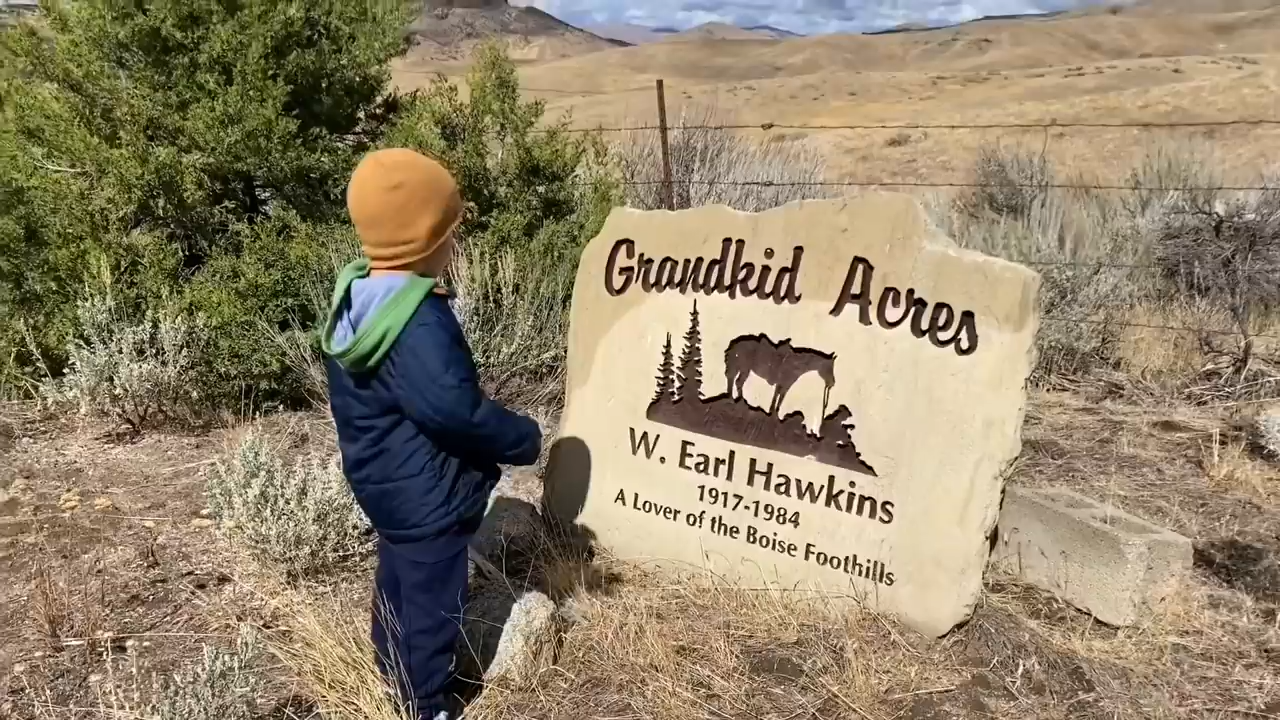 Grandkid Acres
W. Earl Hawkins
1917-1984
A Lover of the Boise Foothills